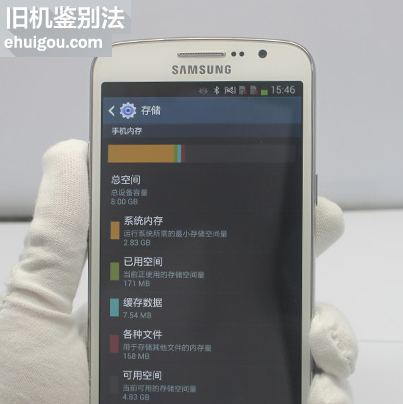 旧机鉴别法
ehuigou.com
SAMSUNG
15:46
存储
手机内存
总空间
总设备容量
8.00 GB
系统内存
运行系统所需的最小存储空间量
2.83 GB
已用空间
当前正使用的存储空间量
171 MB
缓存数据
7.54 MB
各种文件
用于存储其他文件的内存量
168 MB
可用空间
当前可用的存储空间量
4.83 GB